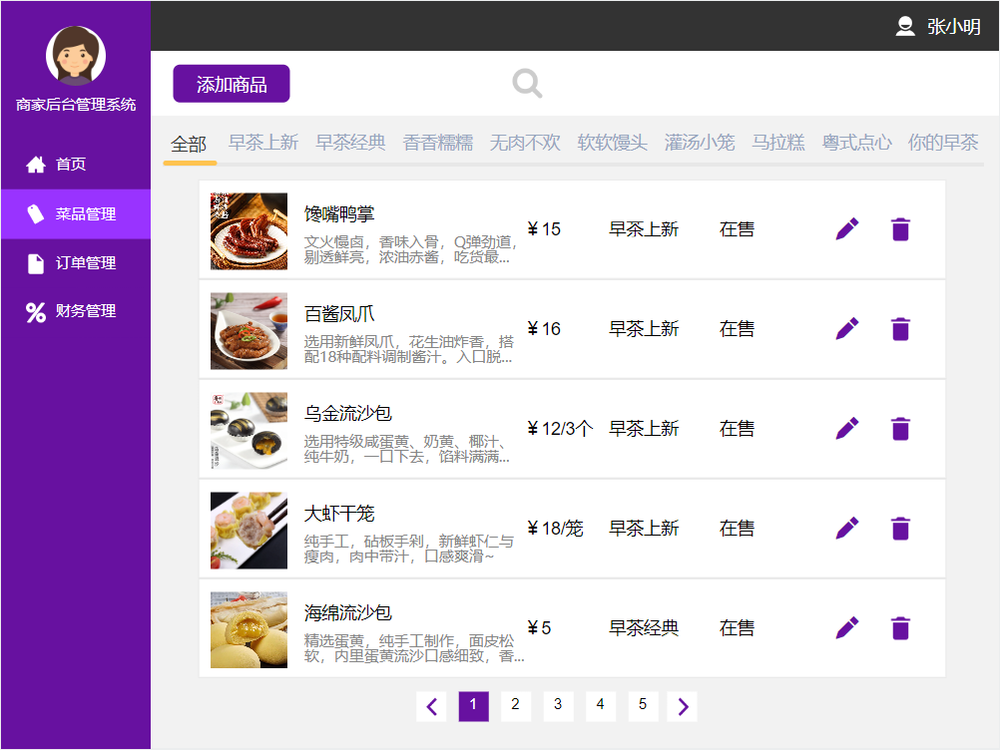 张小明
商家后台管理系统
首页
菜品管理
订单管理
财务管理
添加商品
全部 早茶上新 早茶经典 香香糯糯 无肉不欢 软软馒头 灌汤小笼 马拉糕 粤式点心 你的早茶
馋嘴鸭掌
文火慢卤，香味入骨，Q弹劲道，
剔透鲜亮，浓油赤酱，吃货最...
¥ 15 早茶上新 在售
百酱凤爪
选用新鲜凤爪，花生油炸香，搭
配18种配料调制酱汁。入口脱...
¥ 16 早茶上新 在售
乌金流沙包
选用特级咸蛋黄、奶黄、椰汁、
纯牛奶，一口下去，馅料满满...
¥ 12/3个 早茶上新 在售
大虾干笼
纯手工，砧板手剁，新鲜虾仁与
瘦肉，肉中带汁，口感爽滑~
¥ 18/笼 早茶上新 在售
海绵流沙包
精选蛋黄，纯手工制作，面皮松
软，内里蛋黄流沙口感细致，香...
¥ 5 早茶经典 在售
1 2 3 4 5